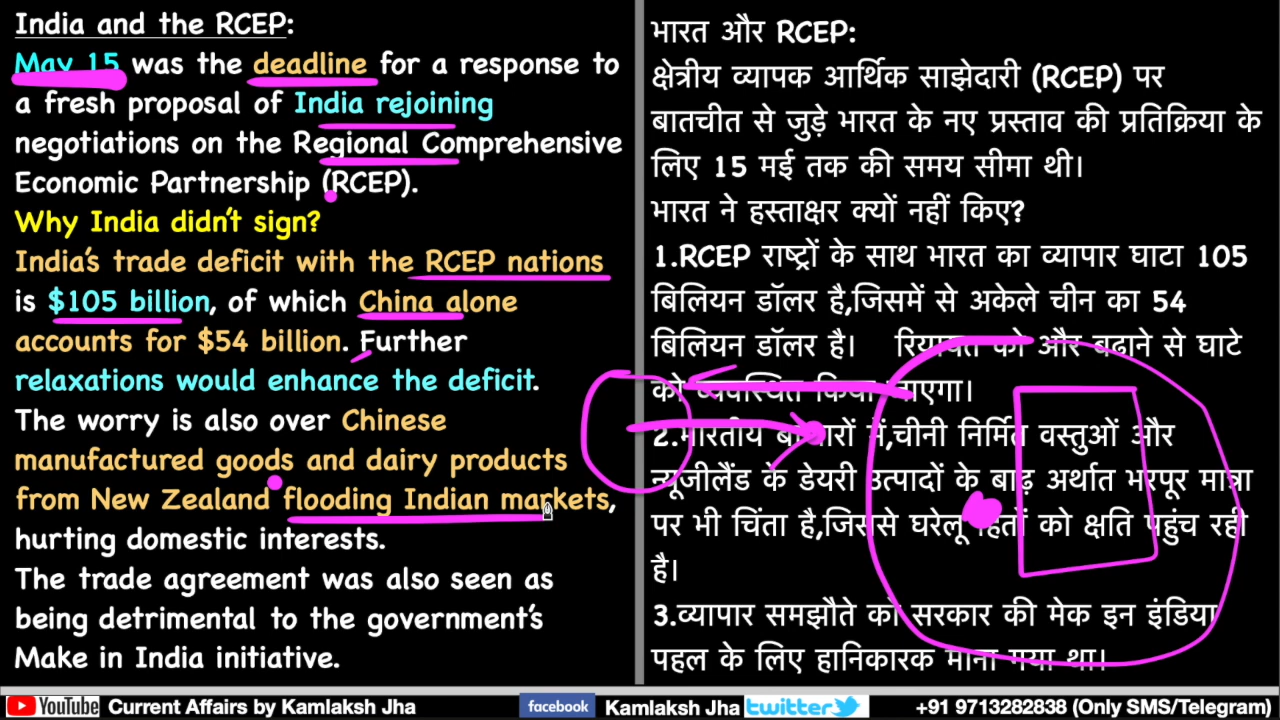 India and the RCEP:
May 15 was the deadline for a response to
a fresh proposal of India rejoining
negotiations on the Regional Comprehensive
Economic Partnership (RCEP).
Why India didn't sign?
India's trade deficit with the RCEP nations
is $105 billion, of which China alone
accounts for $54 billion. Further
relaxations would enhance the deficit.
The worry is also over Chinese
manufactured goods and dairy products
from New Zealand flooding Indian markets,
hurting domestic interests.
The trade agreement was also seen as
being detrimental to the government's
Make in India initiative.
भारत और RCEP:
क्षेत्रीय व्यापक आर्थिक साझेदारी (RCEP) पर
बातचीत से जुड़े भारत के नए प्रस्ताव की प्रतिक्रिया के
लिए 15 मई तक की समय सीमा थी।
भारत ने हस्ताक्षर क्यों नहीं किए?
1.RCEP राष्ट्रों के साथ भारत का व्यापार घाटा 105
बिलियन डॉलर है,जिसमें से अकेले चीन का 54
बिलियन डॉलर है। रियायत को और बढ़ाने से घाटे
को व्यवस्थित किया जाएगा।
2.भारतीय बाजारों में,चीनी निर्मित वस्तुओं और
न्यूजीलैंड के डेयरी उत्पादों के बाढ़ अर्थात भरपूर मात्रा
पर भी चिंता है,जिससे घरेलू हितों को क्षति पहुंच रही
है।
3.व्यापार समझौते को सरकार की मेक इन इंडिया
पहल के लिए हानिकारक माना गया था।
YouTube Current Affairs by Kamlaksh Jha facebook Kamlaksh Jha twitter +91 9713282838 (Only SMS/Telegram)